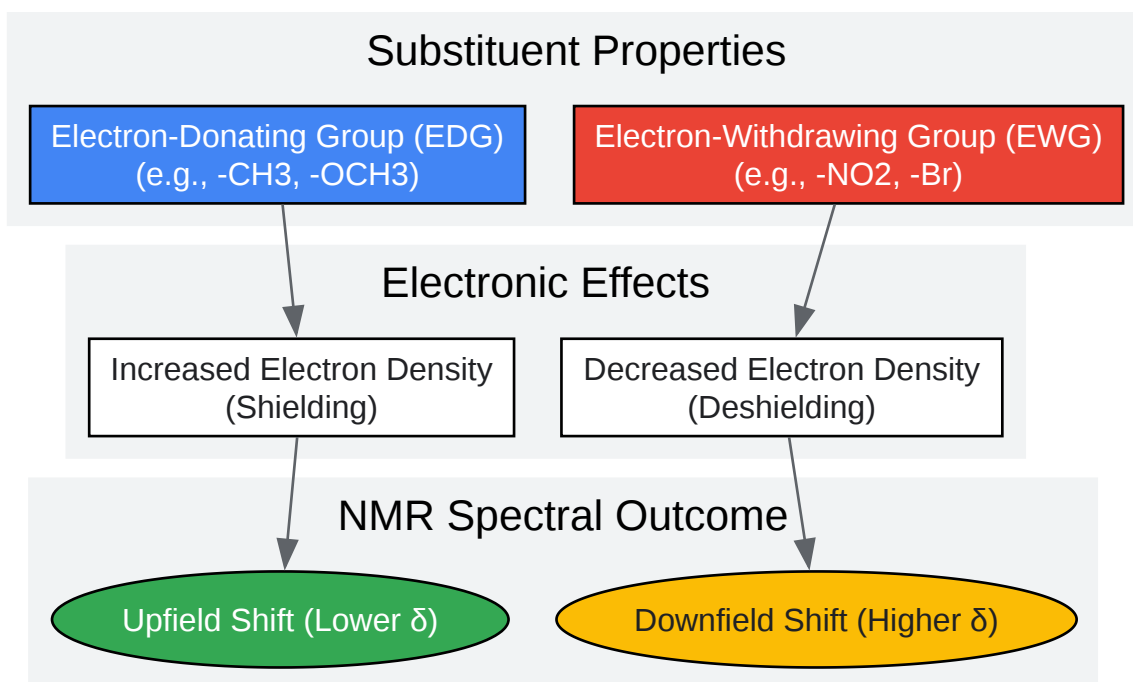 Substituent Properties
Electron-Donating Group (EDG)
(e.g., -CH3, -OCH3)
Electron-Withdrawing Group (EWG)
(e.g., -NO2, -Br)
Electronic Effects
Increased Electron Density
(Shielding)
Decreased Electron Density
(Deshielding)
NMR Spectral Outcome
Upfield Shift (Lower δ)
Downfield Shift (Higher δ)